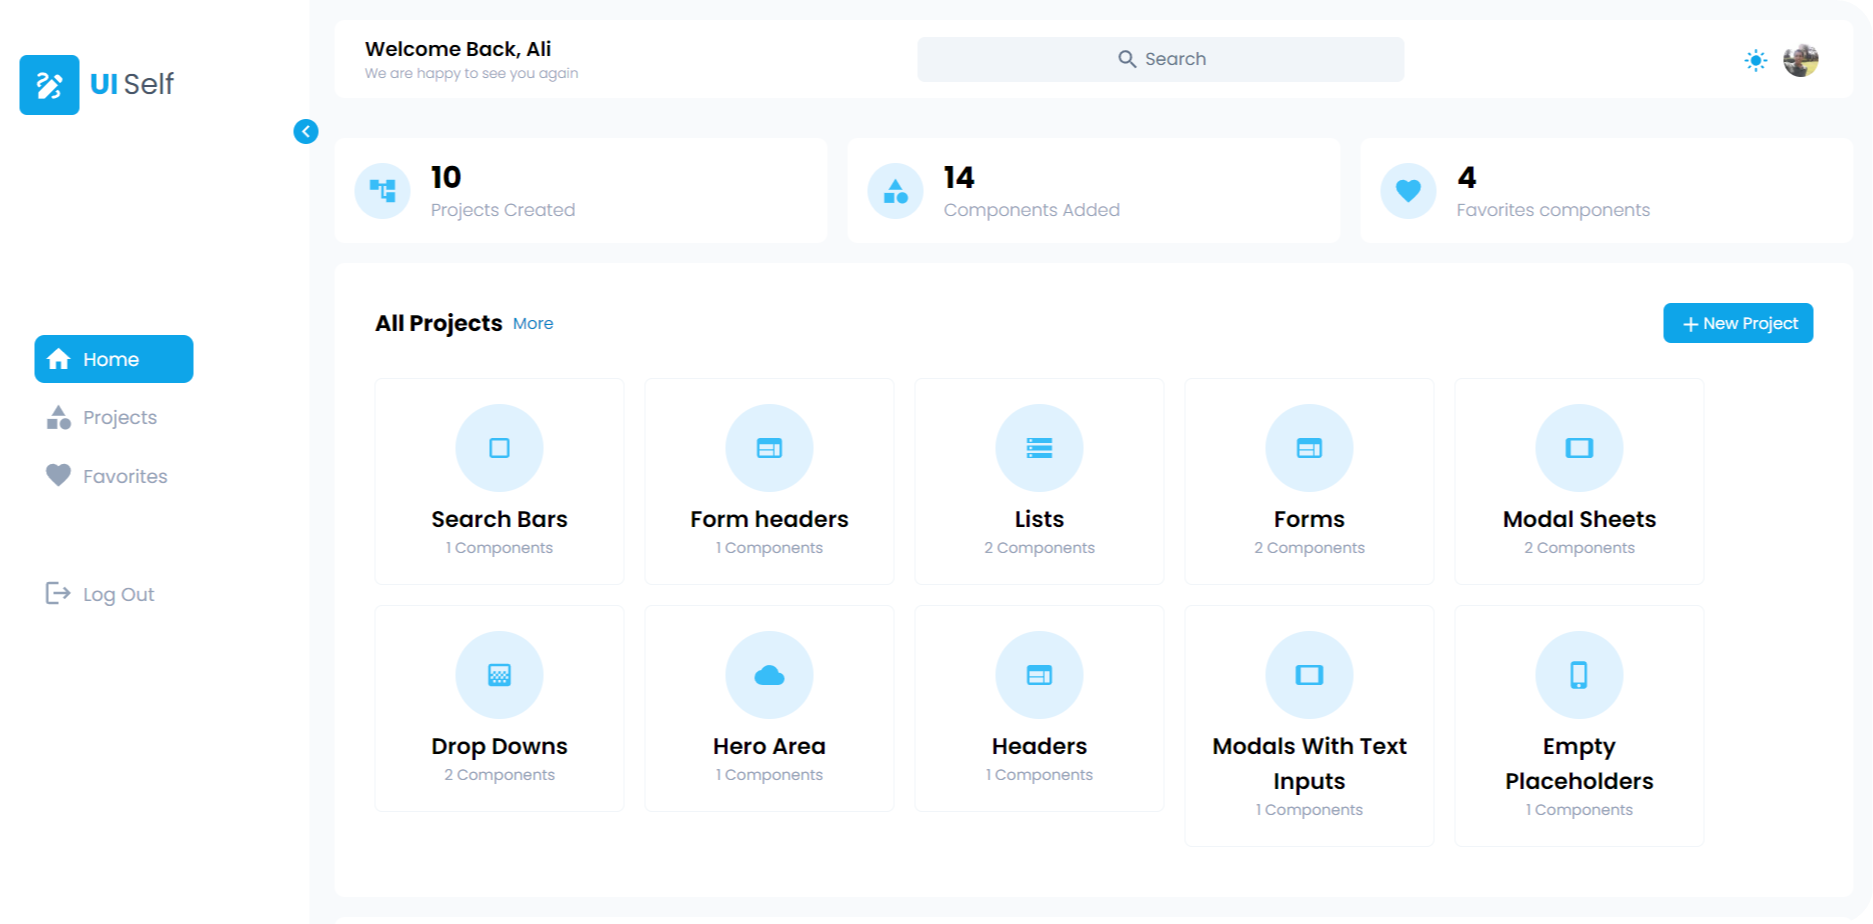 UI Self
Home
Projects
Favorites
Log Out
Welcome Back, Ali
We are happy to see you again
Search
10
Projects Created
14
Components Added
4
Favorites components
All Projects More
New Project
Search Bars
1 Components
Form headers
1 Components
Lists
2 Components
Forms
2 Components
Modal Sheets
2 Components
Drop Downs
2 Components
Hero Area
1 Components
Headers
1 Components
Modals With Text
Inputs
1 Components
Empty
Placeholders
1 Components